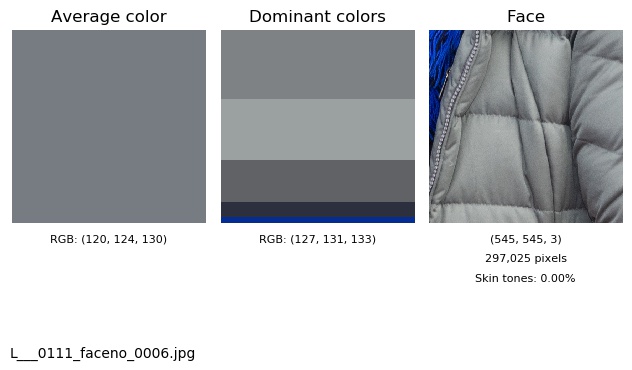 Average color
Dominant colors
Face
RGB: (120, 124, 130)
RGB: (127, 131, 133)
(545, 545, 3)
297,025 pixels
Skin tones: 0.00%
L___0111_faceno_0006.jpg